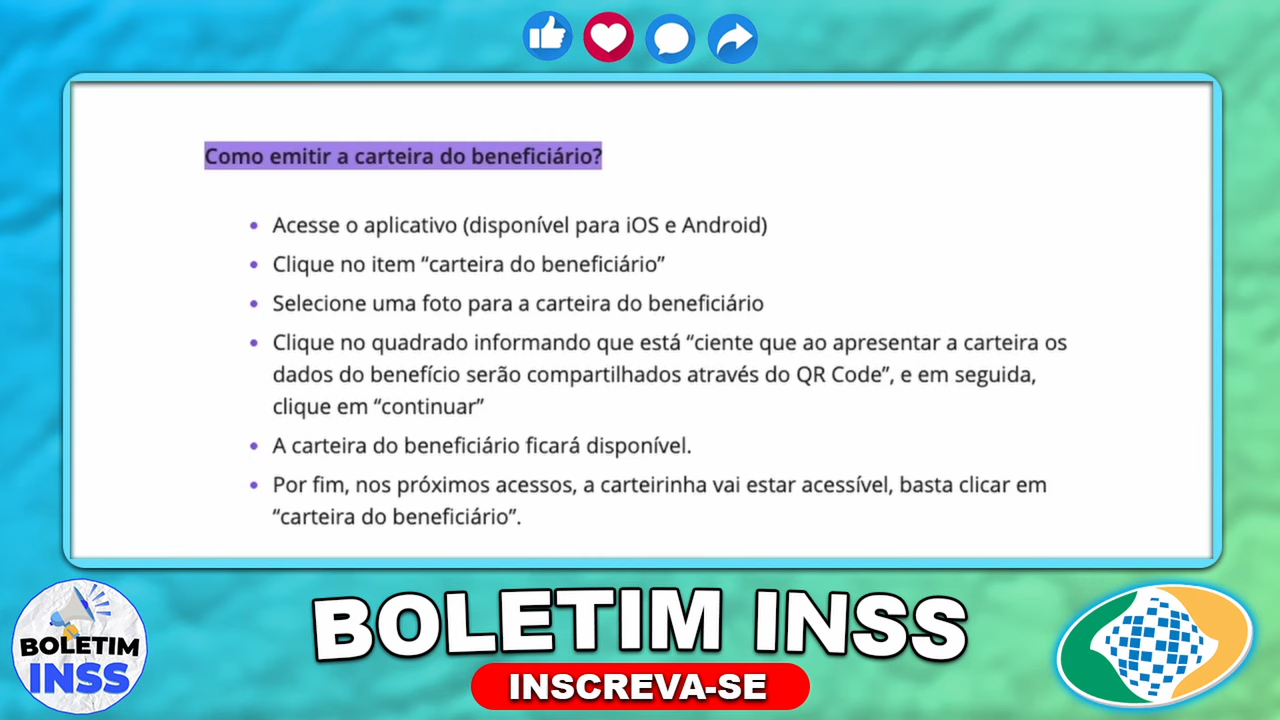 Como emitir a carteira do beneficiário?
• Acesse o aplicativo (disponível para iOS e Android)
• Clique no item “carteira do beneficiário”
• Selecione uma foto para a carteira do beneficiário
• Clique no quadrado informando que está “ciente que ao apresentar a carteira os
dados do benefício serão compartilhados através do QR Code”, e em seguida,
clique em “continuar”
• A carteira do beneficiário ficará disponível.
• Por fim, nos próximos acessos, a carteirinha vai estar acessível, basta clicar em
“carteira do beneficiário”.
BOLETIM
INSS
BOLETIM INSS
INSCREVA-SE